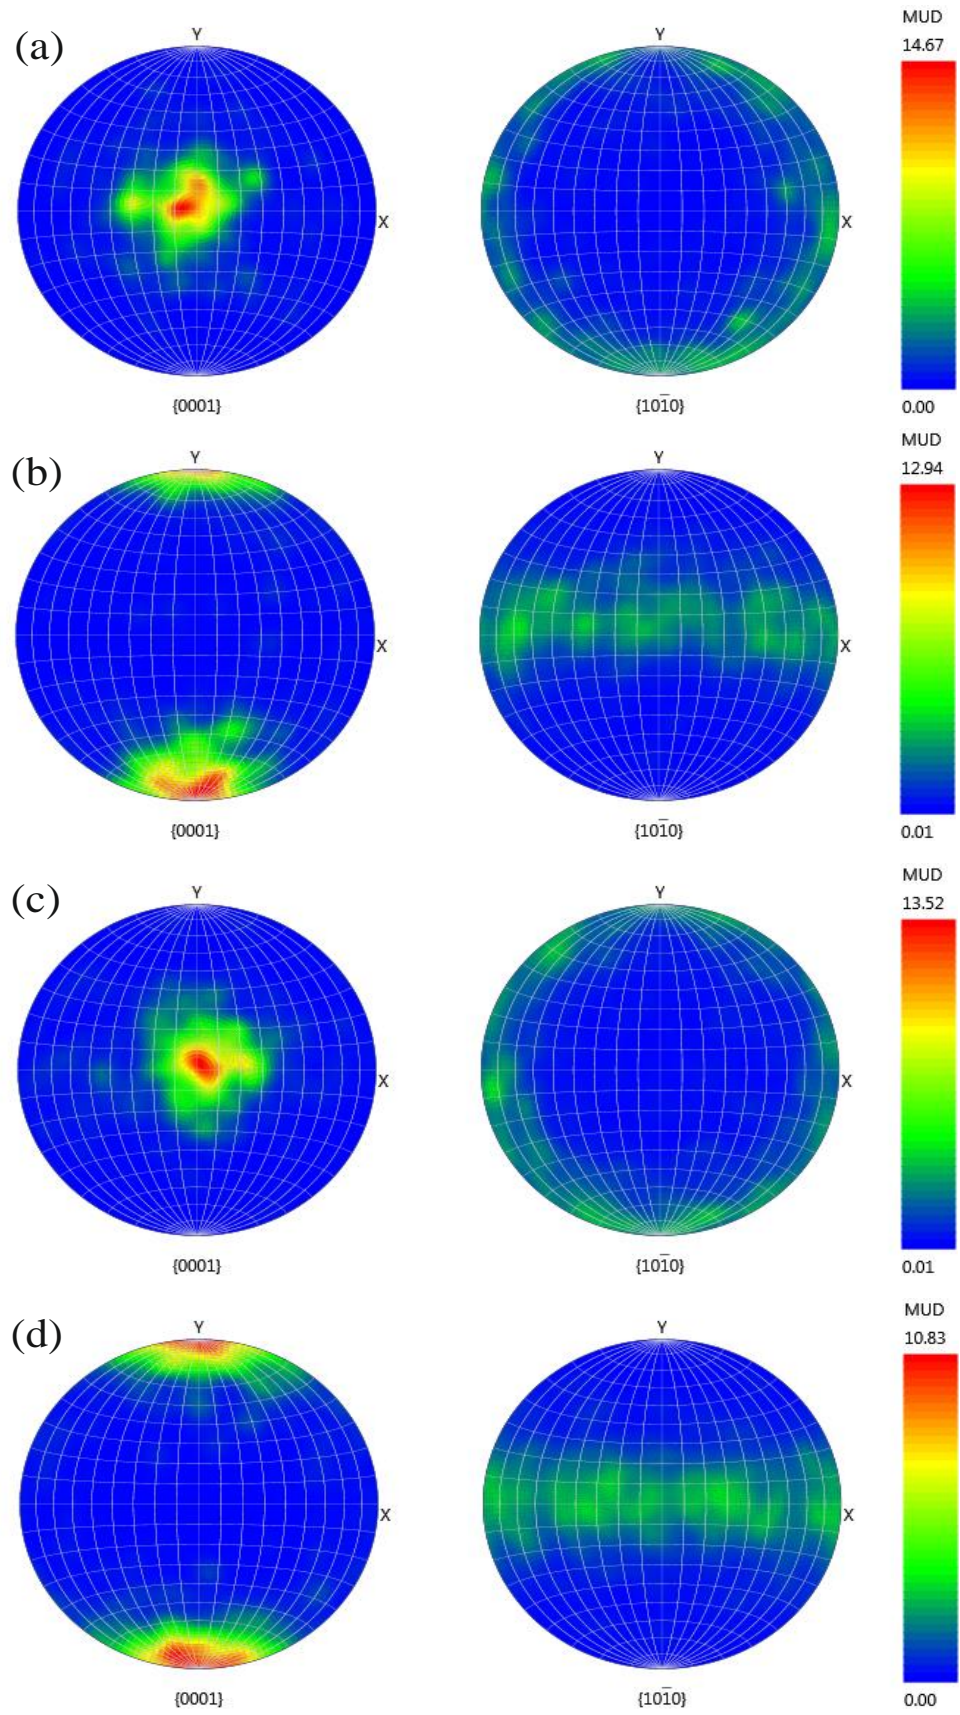 (a)
Y
X
{0001}
Y
{101̅0}
MUD
14.67
0.00
(b)
Y
X
{0001}
Y
X
{101̅0}
MUD
12.94
0.01
(c)
Y
X
{0001}
Y
{101̅0}
MUD
13.52
0.01
(d)
Y
X
{0001}
Y
X
{101̅0}
MUD
10.83
0.00